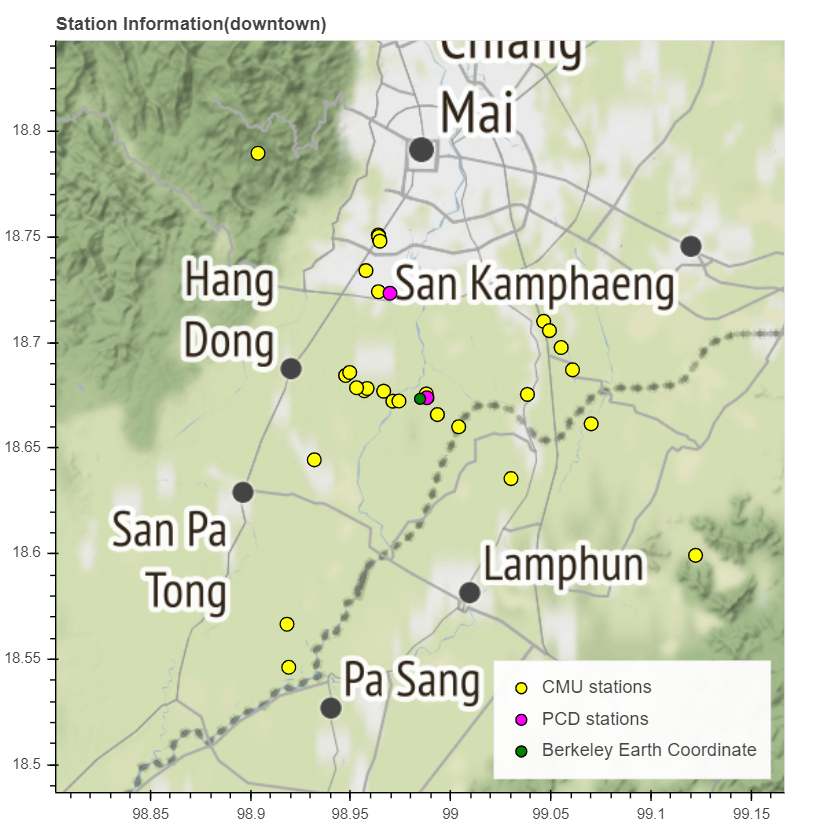 Station Information(downtown)
Chiang
Mai
18.8
18.75
Hang
Dong
San Kamphaeng
18.7
18.65
San Pa
Tong
18.6
Lamphun
18.55
Pa Sang
CMU stations
PCD stations
Berkeley Earth Coordinate
18.5
98.85
98.9
98.95
99
99.05
99.1
99.15